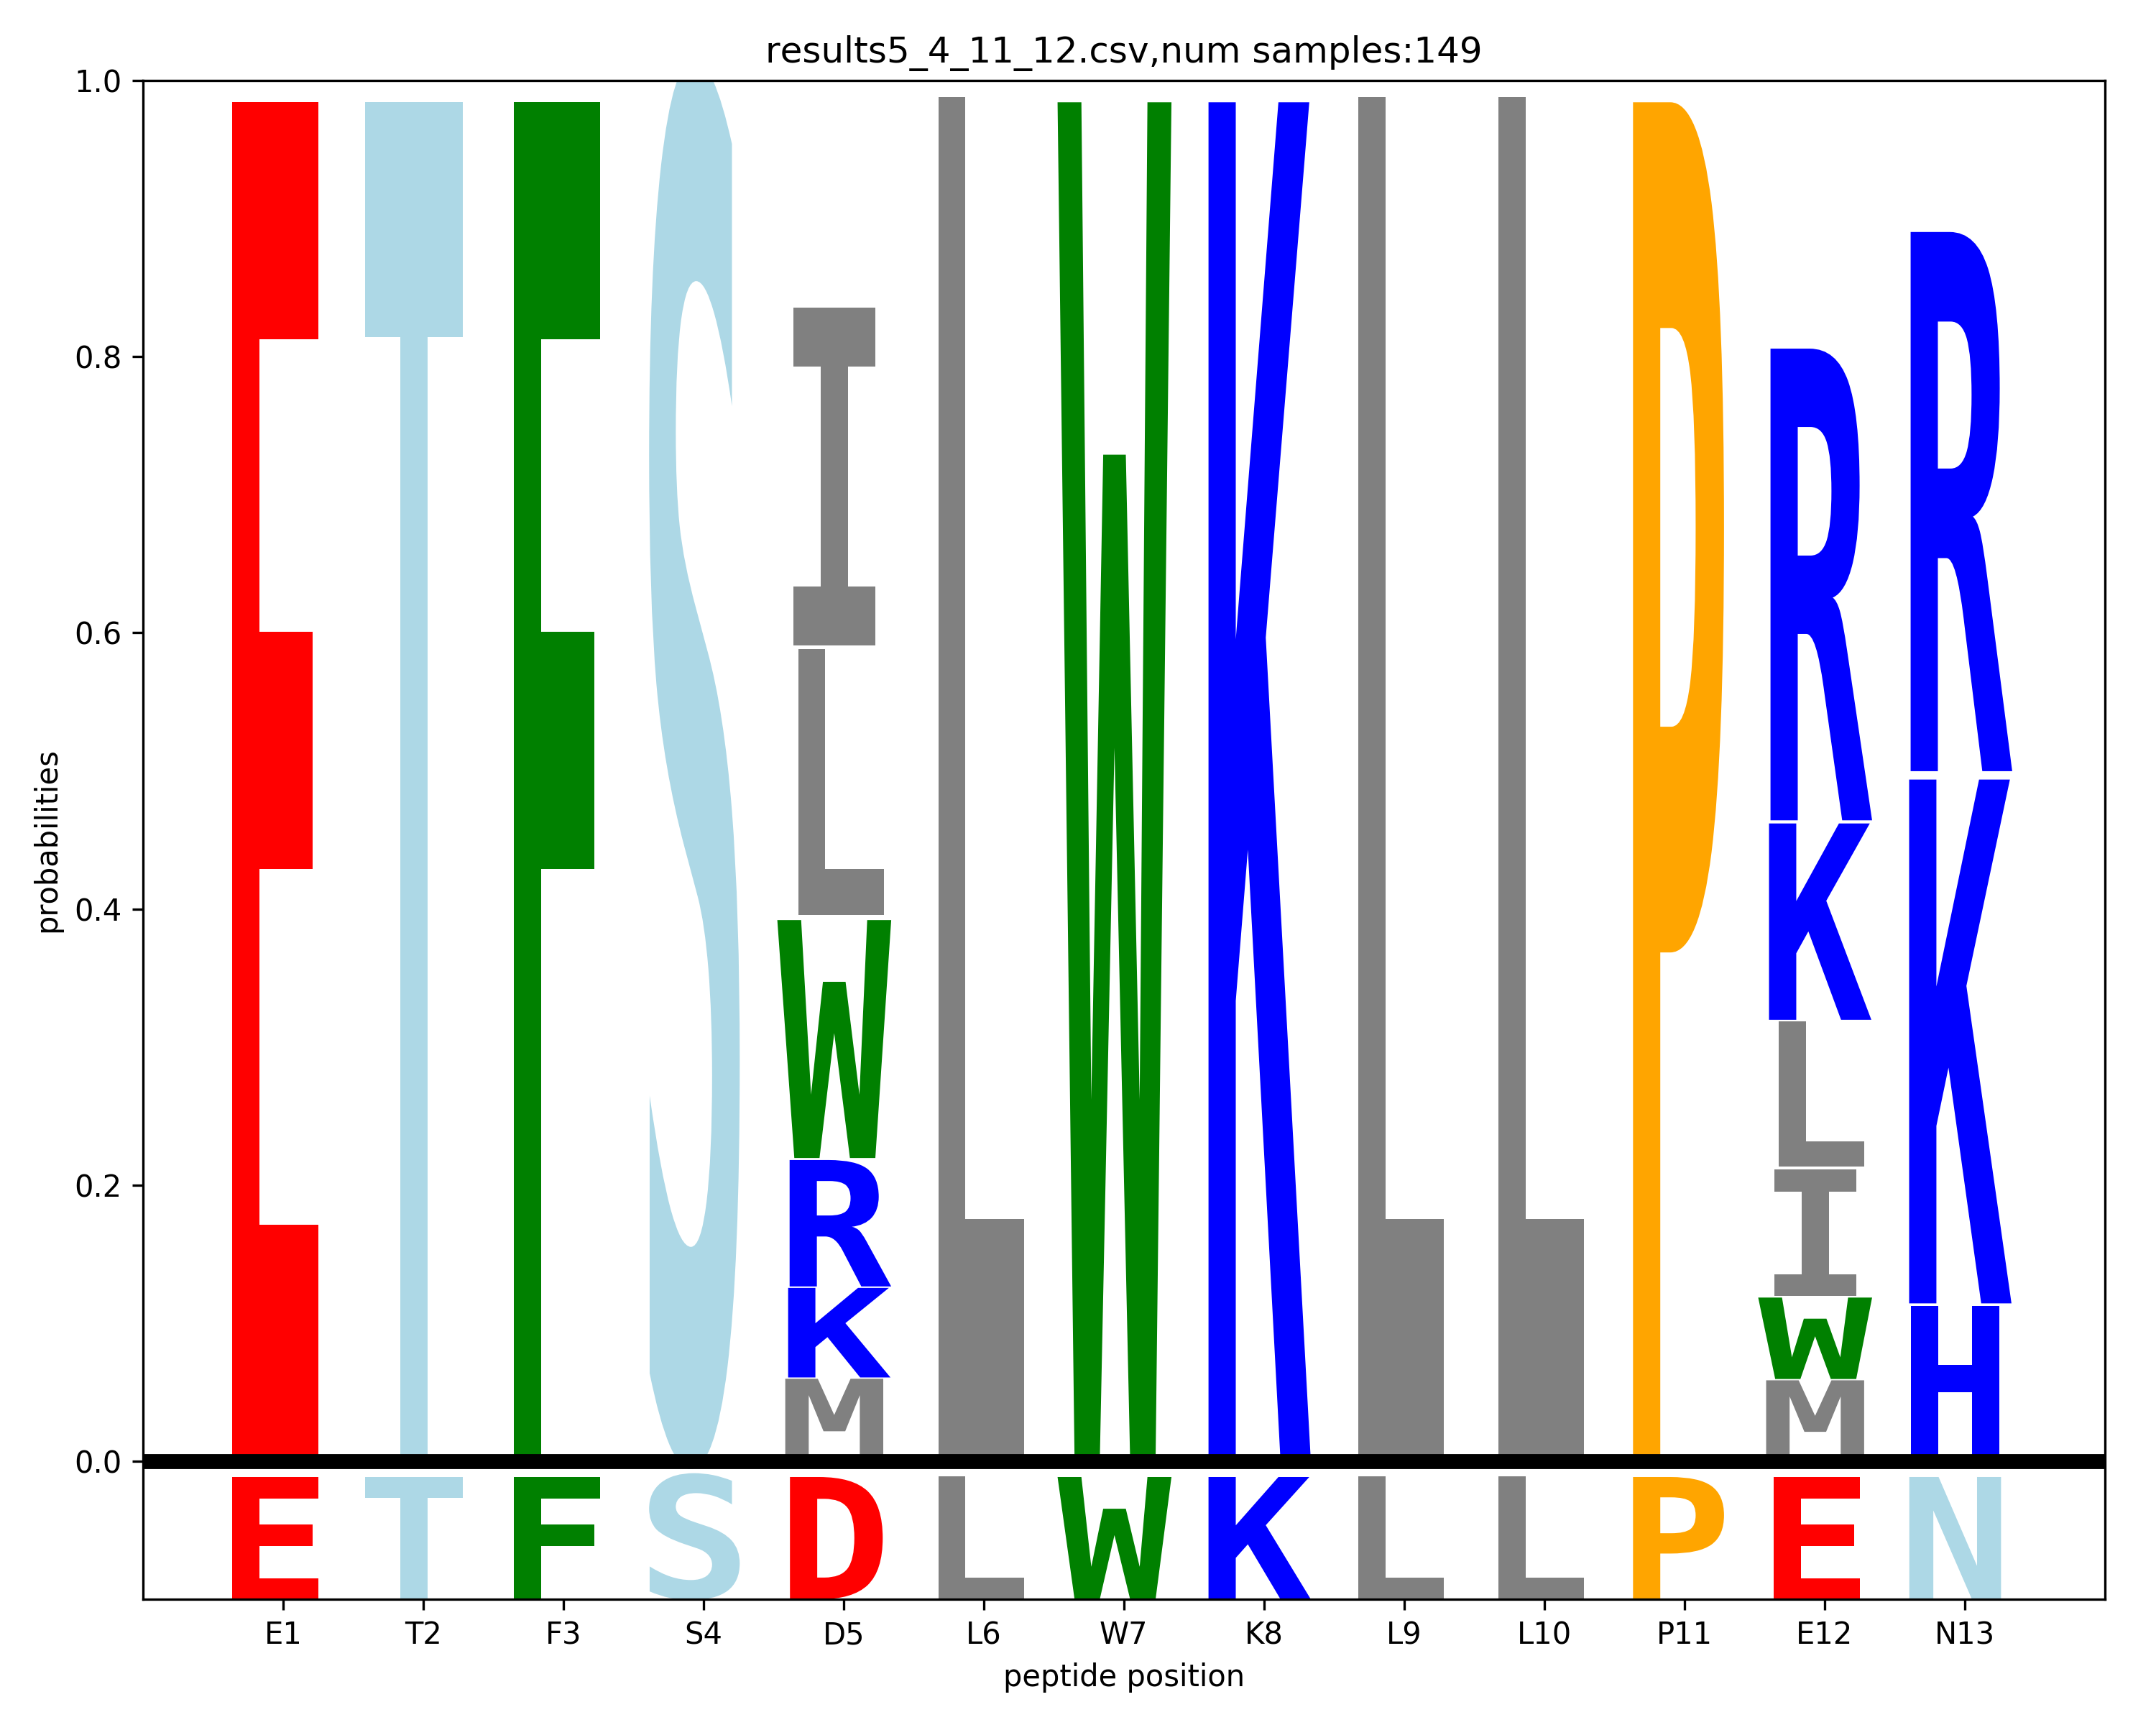 results5_4_11_12.csv,num samples:149
1.0
0.8
0.6
0.4
0.2
0.0
probabilities
E T F S I L W K L L P R R
L K K
W L H
R I
K W
M M
E T F S D L W K L L P E N
E1 T2 F3 S4 D5 L6 W7 K8 L9 L10 P11 E12 N13
peptide position